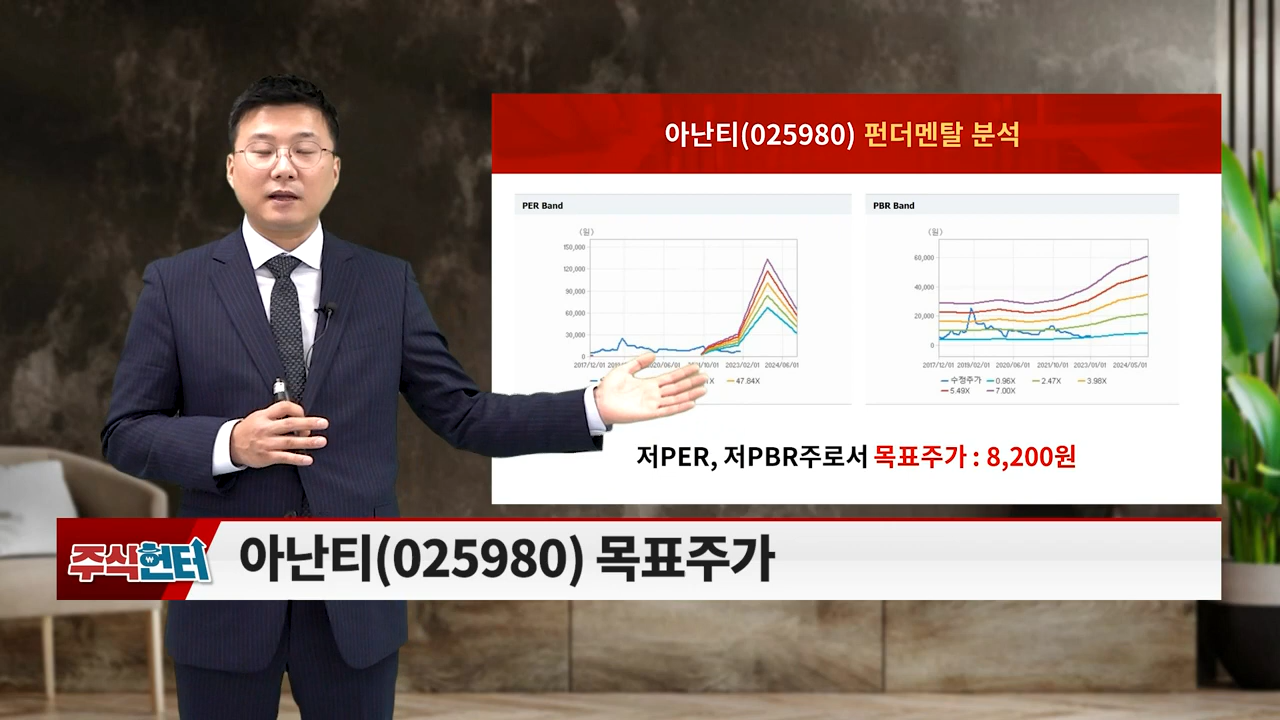 아난티(025980) 펀더멘탈 분석
PER Band
PBR Band
(원)
150,000
120,000
90,000
60,000
30,000
0
2017/12/01
2020/06/01
2023/02/01
2024/06/01
47.84X
(원)
60,000
40,000
20,000
0
2017/12/01 2019/02/01 2020/06/01 2021/10/01 2023/01/01 2024/05/01
수정주가 0.96X 2.47X 3.98X
5.49X 7.00X
저PER, 저PBR주로서 목표주가 : 8,200원
주식헌터
아난티(025980) 목표주가